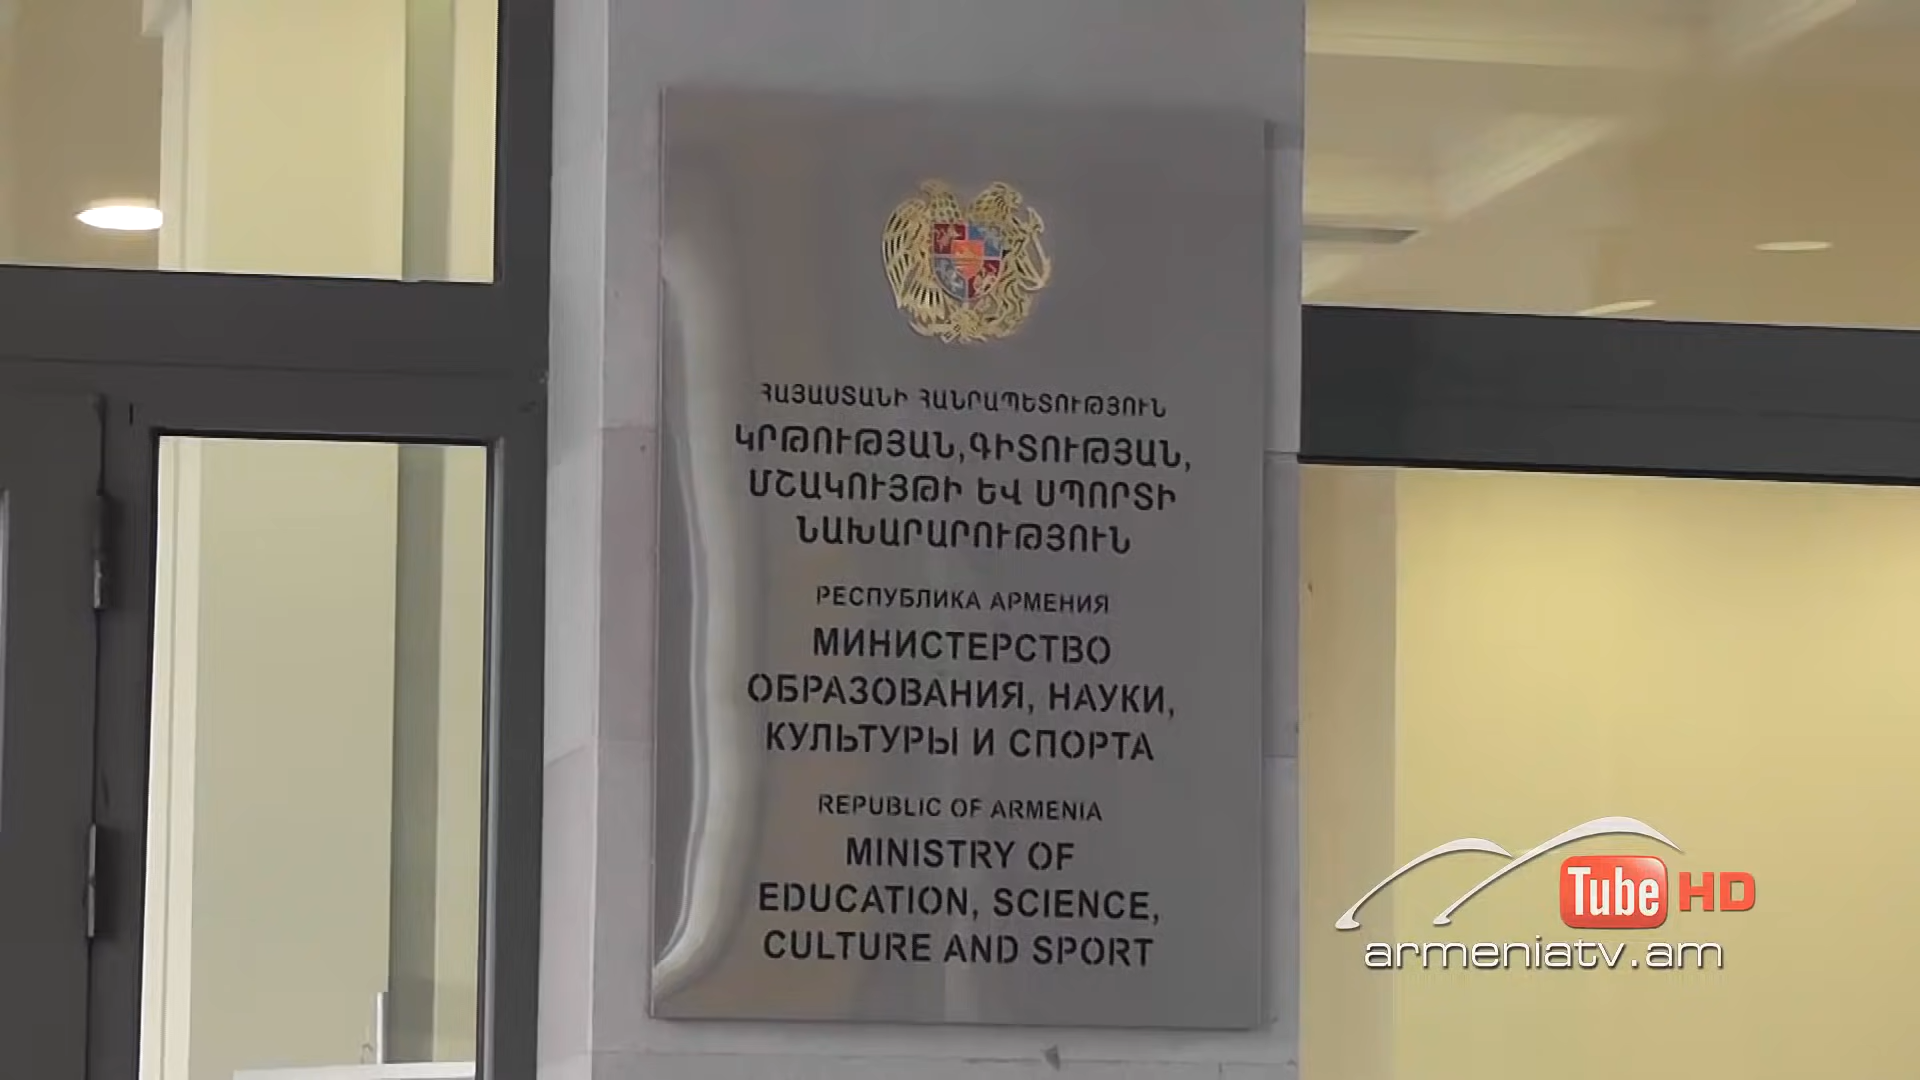 ՀԱՅԱՍՏԱՆԻ ՀԱՆՐԱՊԵՏՈՒԹՅՈՒՆ
ԿՐԹՈՒԹՅԱՆ,ԳԻՏՈՒԹՅԱՆ,
ՄՇԱԿՈՒՅԹԻ ԵՎ ՍՊՈՐՏԻ
ՆԱԽԱՐԱՐՈՒԹՅՈՒՆ
РЕСПУБЛИКА АРМЕНИЯ
МИНИСТЕРСТВО
ОБРАЗОВАНИЯ, НАУКИ,
КУЛЬТУРЫ И СПОРТА
REPUBLIC OF ARMENIA
MINISTRY OF
EDUCATION, SCIENCE,
CULTURE AND SPORT
Tube HD
armeniatv.am